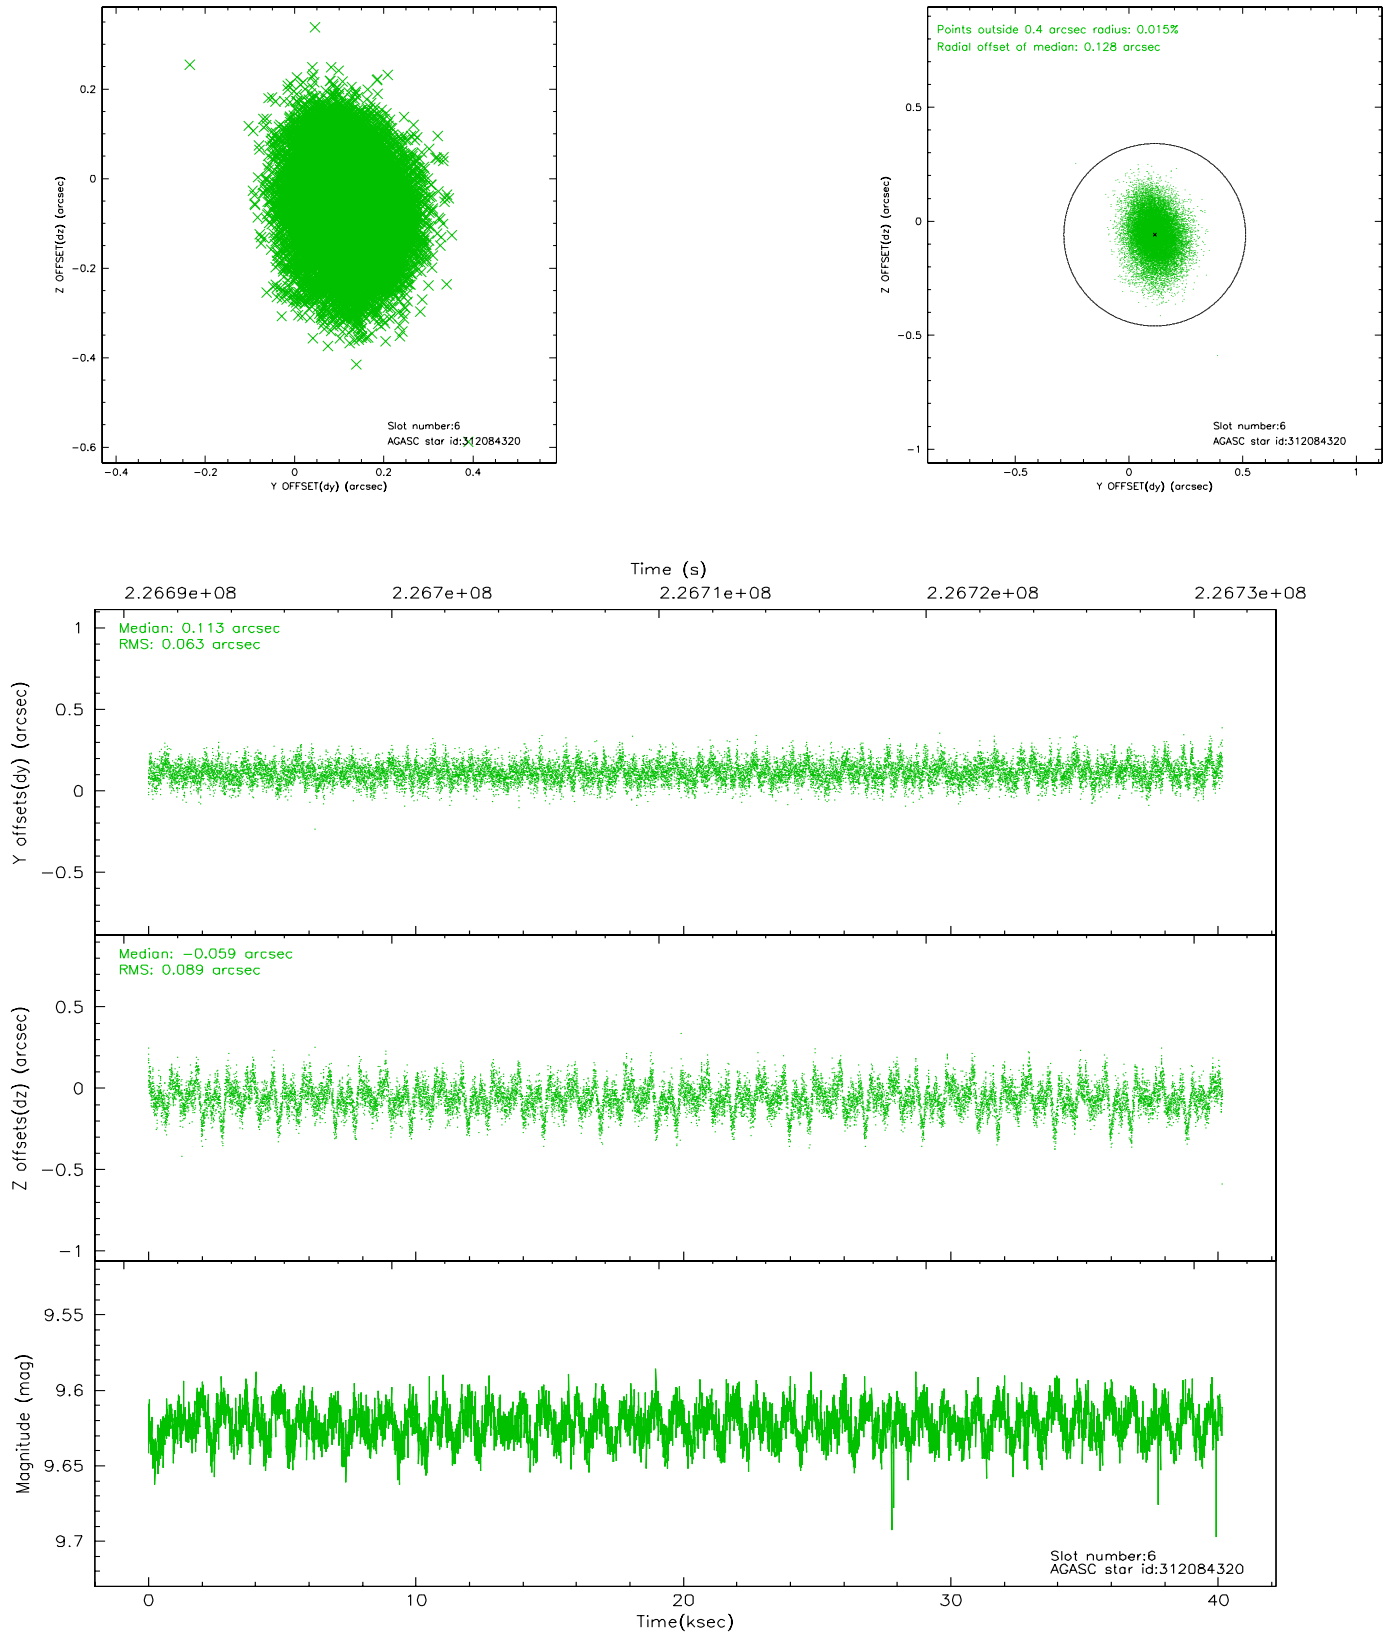 0.2
0
−0.2
−0.4
−0.6
Z OFFSET(dz) (arcsec)
Slot number:6
AGASC star id:312084320
−0.4 −0.2 0 0.2 0.4
Y OFFSET(dy) (arcsec)
Points outside 0.4 arcsec radius: 0.015%
Radial offset of median: 0.128 arcsec
0.5
0
−0.5
−1
Z OFFSET(dz) (arcsec)
Slot number:6
AGASC star id:312084320
−0.5 0 0.5 1
Y OFFSET(dy) (arcsec)
Time (s)
2.2669e+08 2.267e+08 2.2671e+08 2.2672e+08 2.2673e+08
Median: 0.113 arcsec
RMS: 0.063 arcsec
1
0.5
0
−0.5
Y offsets(dy) (arcsec)
Median: −0.059 arcsec
RMS: 0.089 arcsec
0.5
0
−0.5
−1
Z offsets(dz) (arcsec)
9.55
9.6
9.65
9.7
Magnitude (mag)
Slot number:6
AGASC star id:312084320
0 10 20 30 40
Time(ksec)